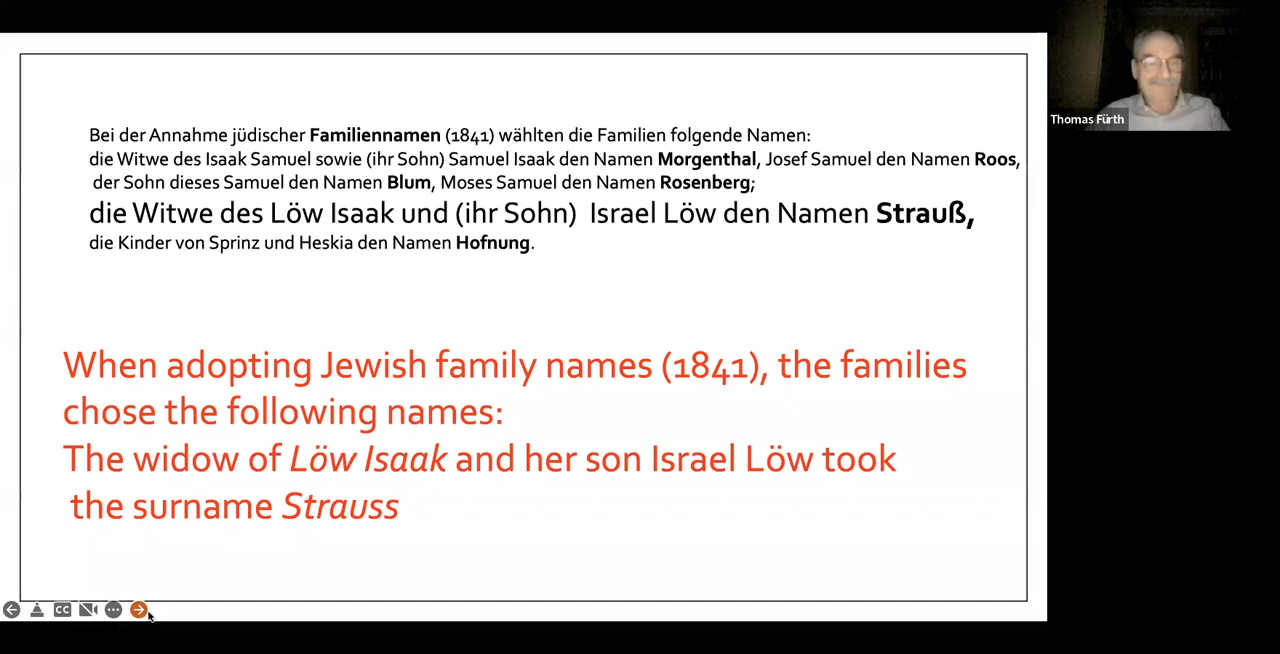 Bei der Annahme jüdischer Familiennamen (1841) wählten die Familien folgende Namen:
die Witwe des Isaak Samuel sowie (ihr Sohn) Samuel Isaak den Namen Morgenthal, Josef Samuel den Namen Roos,
der Sohn dieses Samuel den Namen Blum, Moses Samuel den Namen Rosenberg;
die Witwe des Löw Isaak und (ihr Sohn) Israel Löw den Namen Strauß,
die Kinder von Sprinz und Heskia den Namen Hofnung.
When adopting Jewish family names (1841), the families
chose the following names:
The widow of Löw Isaak and her son Israel Löw took
the surname Strauss
CC
Thomas Fürth